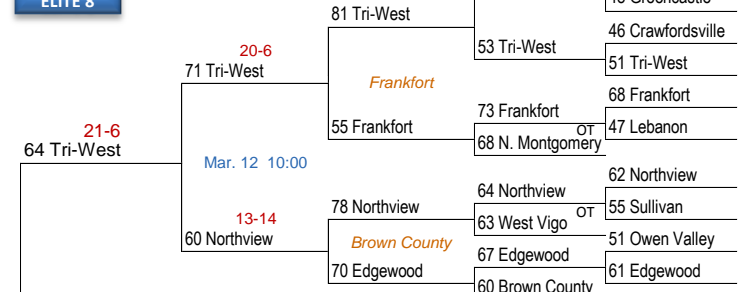 ELITE 8
81 Tri-West
46 Crawfordsville
53 Tri-West
51 Tri-West
20-6
71 Tri-West
Frankfort
68 Frankfort
73 Frankfort
OT
55 Frankfort
47 Lebanon
68 N. Montgomery
21-6
64 Tri-West
Mar. 12 10:00
62 Northview
64 Northview
OT
78 Northview
55 Sullivan
63 West Vigo
13-14
60 Northview
Brown County
51 Owen Valley
67 Edgewood
70 Edgewood
61 Edgewood
60 Brown County